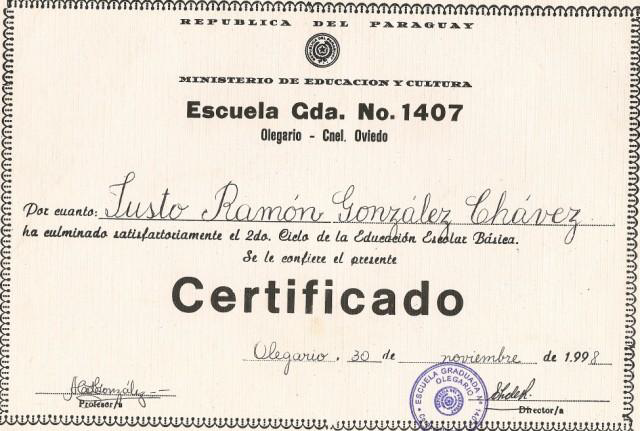 REPUBLICA DEL PARAGUAY
MINISTERIO DE EDUCACION Y CULTURA
Escuela Gda. No. 1407
Olegario - Cnel. Oviedo
Por cuanto: Justo Ramón González Chávez
ha culminado satisfactoriamente el 2do. Ciclo de la Educación Escolar Básica.
Se le confiere el presente
Certificado
Olegario, 30 de noviembre de 1.998
González
Profesor/a
ESCUELA GRADUADA Nº 1407
OLEGARIO
Director/a